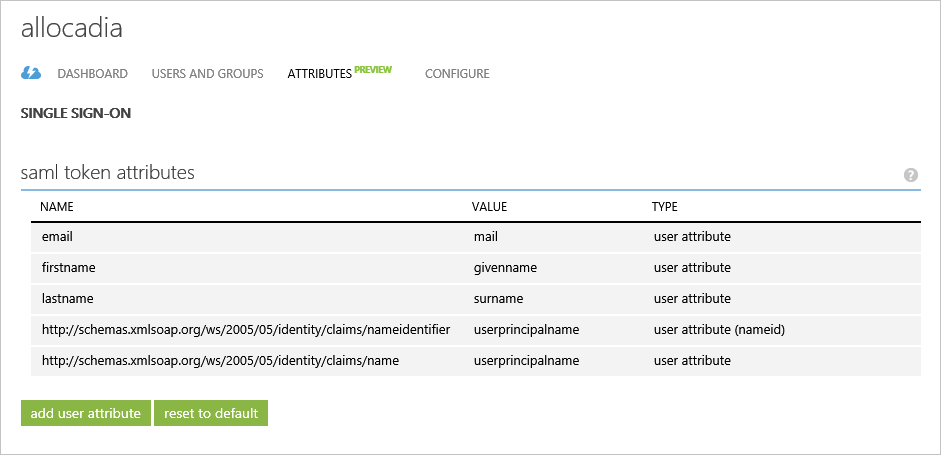 allocadia
DASHBOARD USERS AND GROUPS ATTRIBUTES PREVIEW CONFIGURE
SINGLE SIGN-ON
saml token attributes ?
NAME VALUE TYPE
email mail user attribute
firstname givenname user attribute
lastname surname user attribute
http://schemas.xmlsoap.org/ws/2005/05/identity/claims/nameidentifier userprincipalname user attribute (nameid)
http://schemas.xmlsoap.org/ws/2005/05/identity/claims/name userprincipalname user attribute
add user attribute reset to default